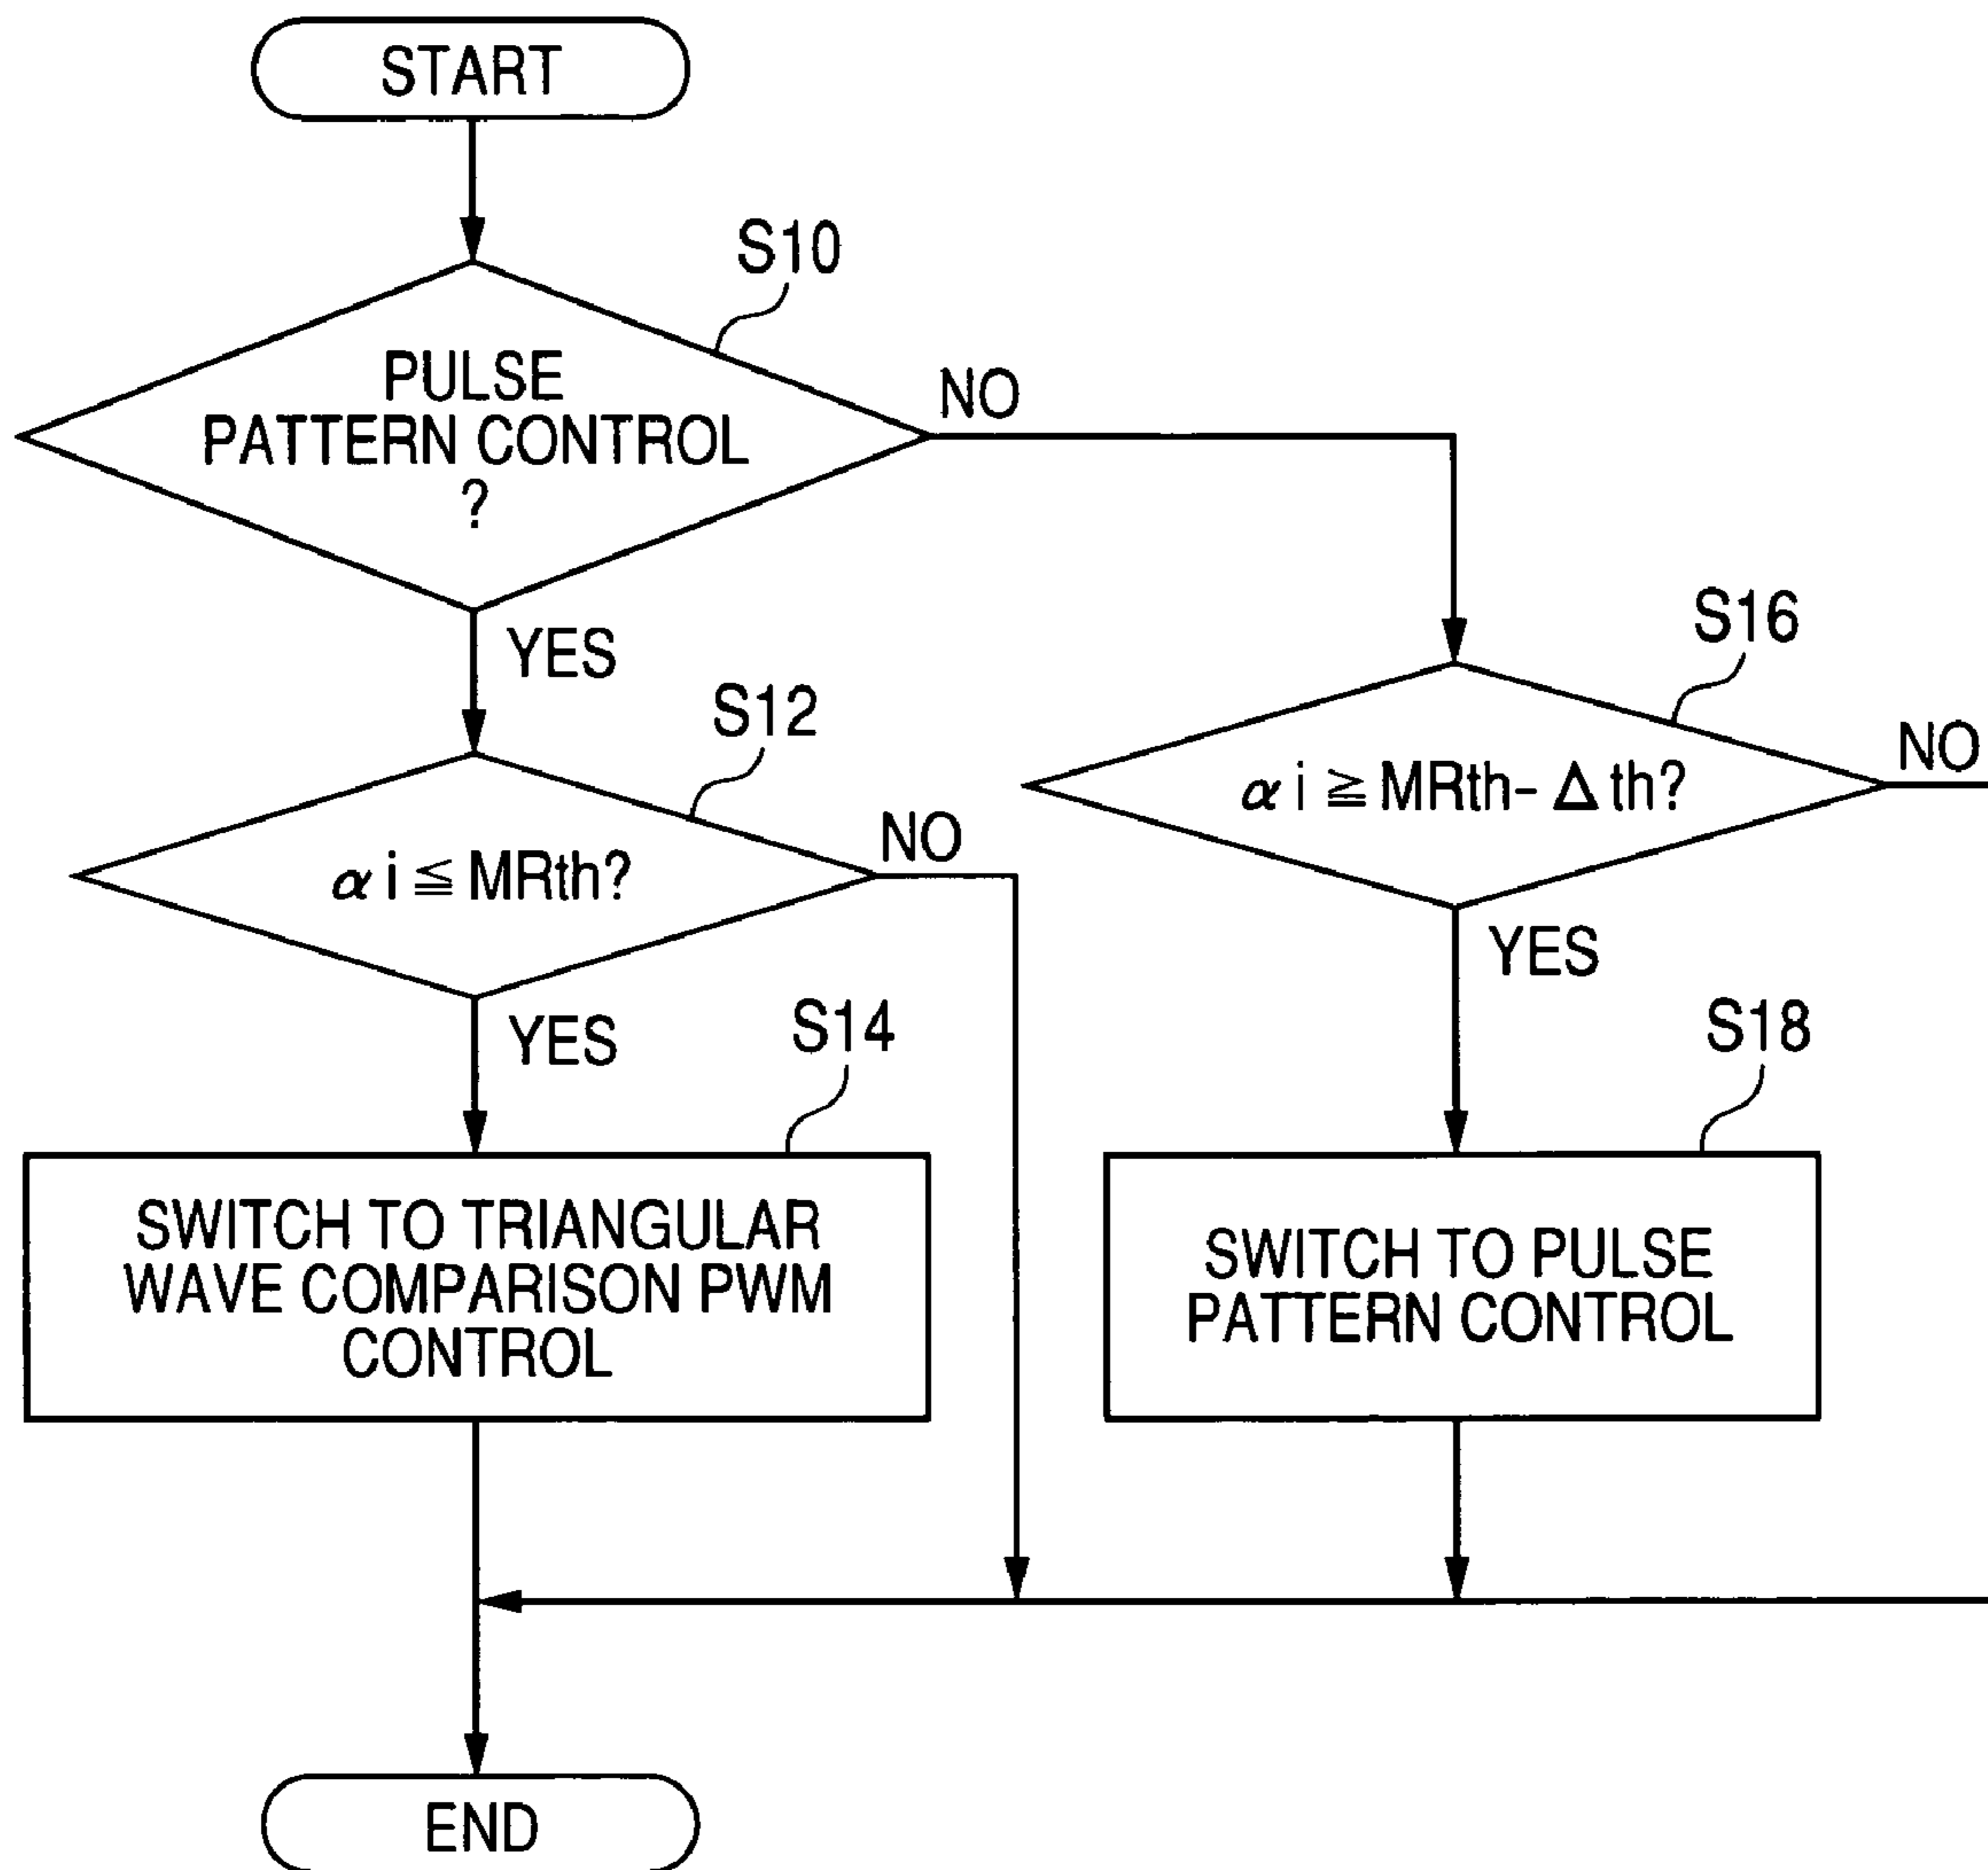 START
S10
PULSE
PATTERN CONTROL
?
NO
YES
S12
α i ≦ MRth?
NO
YES
S16
α i ≧ MRth- Δ th?
NO
YES
S14
SWITCH TO TRIANGULAR
WAVE COMPARISON PWM
CONTROL
S18
SWITCH TO PULSE
PATTERN CONTROL
END